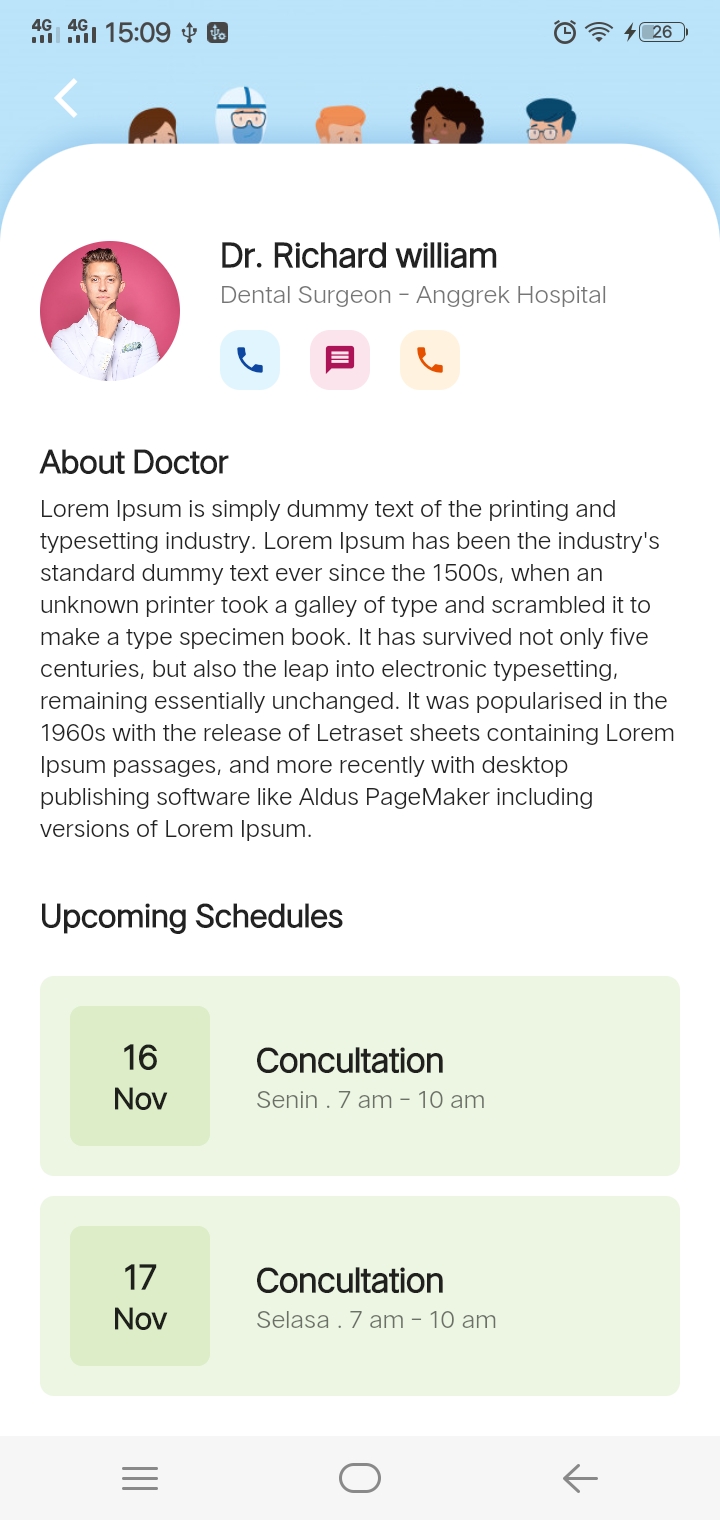 4G 4G 15:09 26
Dr. Richard william
Dental Surgeon - Anggrek Hospital
About Doctor
Lorem Ipsum is simply dummy text of the printing and
typesetting industry. Lorem Ipsum has been the industry's
standard dummy text ever since the 1500s, when an
unknown printer took a galley of type and scrambled it to
make a type specimen book. It has survived not only five
centuries, but also the leap into electronic typesetting,
remaining essentially unchanged. It was popularised in the
1960s with the release of Letraset sheets containing Lorem
Ipsum passages, and more recently with desktop
publishing software like Aldus PageMaker including
versions of Lorem Ipsum.
Upcoming Schedules
16
Nov
Concultation
Senin . 7 am - 10 am
17
Nov
Concultation
Selasa . 7 am - 10 am